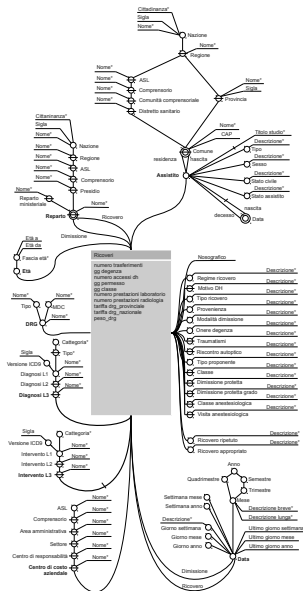 Cittadinanza*
Sigla
Nome*
Nazione
Nome*
Regione
Nome*
ASL
Nome*
Comprensorio
Nome*
Comunità comprensoriale
Nome*
Distretto sanitario
Nome*
Sigla
Provincia
Nome*
CAP
Comune
residenza
nascita
Assistito
Titolo studio*
Descrizione*
Tipo
Descrizione*
Sesso
Descrizione*
Stato civile
Descrizione*
Stato assistito
nascita
decesso
Data
Cittadinanza*
Sigla
Nome*
Nazione
Nome*
Regione
Nome*
ASL
Nome*
Comprensorio
Nome*
Presidio
Nome*
Reparto
ministeriale
Nome*
Reparto
Ricovero
Dimissione
Età a
Età da
Fascia età*
Età
Ricoveri
numero trasferimenti
gg degenza
numero accessi dh
gg permesso
gg classe
numero prestazioni laboratorio
numero prestazioni radiologia
tariffa drg_provinciale
tariffa drg_nazionale
peso_drg
Nome*
Nome*
Tipo
MDC
Nome*
DRG
Categoria*
Sigla
Tipo*
Versione ICD9
Nome*
Diagnosi L1
Nome*
Diagnosi L2
Nome*
Diagnosi L3
Sigla
Categoria*
Versione ICD9
Nome*
Intervento L1
Nome*
Intervento L2
Nome*
Intervento L3
Nome*
ASL
Nome*
Comprensorio
Nome*
Area amministrativa
Nome*
Settore
Nome*
Centro di responsabilità
Nome*
Centro di costo
aziendale
Nosografico
Descrizione*
Regime ricovero
Descrizione*
Motivo DH
Descrizione*
Tipo ricovero
Descrizione*
Provenienza
Descrizione*
Modalità dimissione
Descrizione*
Onere degenza
Descrizione*
Traumatismi
Descrizione*
Riscontro autoptico
Descrizione*
Tipo proponente
Descrizione*
Classe
Descrizione*
Dimissione protetta
Descrizione*
Dimissione protetta grado
Descrizione*
Classe anestesiologica
Descrizione*
Visita anestesiologica
Descrizione*
Ricovero ripetuto
Descrizione*
Ricovero appropriato
Anno
Quadrimestre
Semestre
Trimestre
Mese
Settimana mese
Settimana anno
Descrizione breve*
Descrizione lunga*
Descrizione*
Giorno settimana
Ultimo giorno settimana
Giorno mese
Ultimo giorno mese
Giorno anno
Ultimo giorno anno
Data
Dimissione
Ricovero